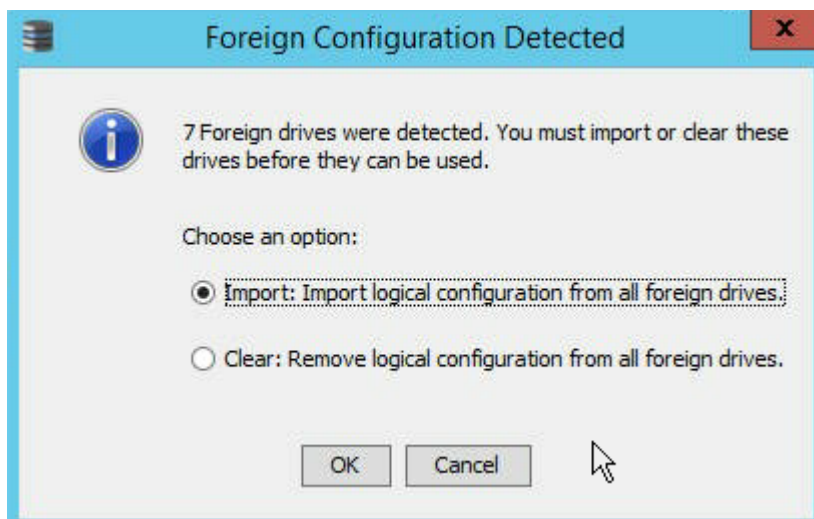 Foreign Configuration Detected
x
7 Foreign drives were detected. You must import or clear these
drives before they can be used.
Choose an option:
Import: Import logical configuration from all foreign drives.
Clear: Remove logical configuration from all foreign drives.
OK
Cancel